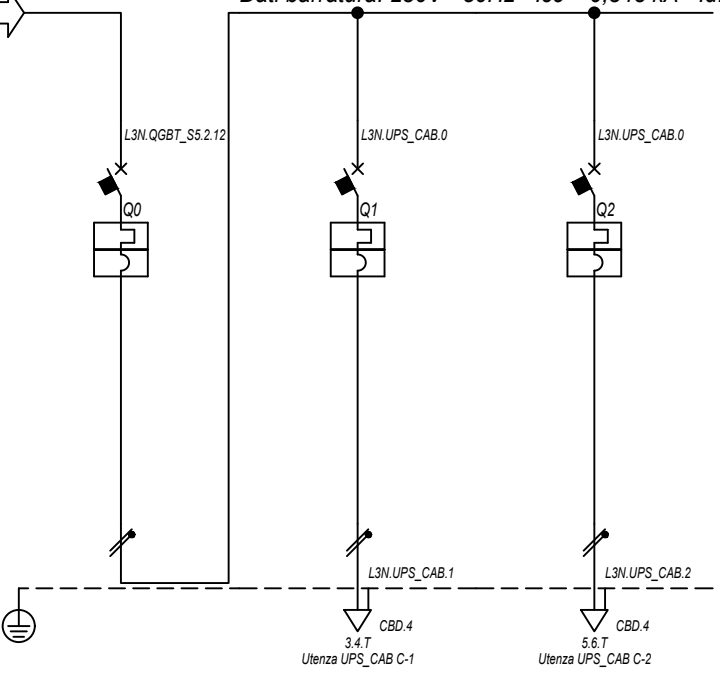 L3N.QGBT_S5.2.12
L3N.UPS_CAB.0
L3N.UPS_CAB.0
Q0
Q1
Q2
L3N.UPS_CAB.1
L3N.UPS_CAB.2
CBD.4
CBD.4
3.4.T
5.6.T
Utenza UPS_CAB C-1
Utenza UPS_CAB C-2